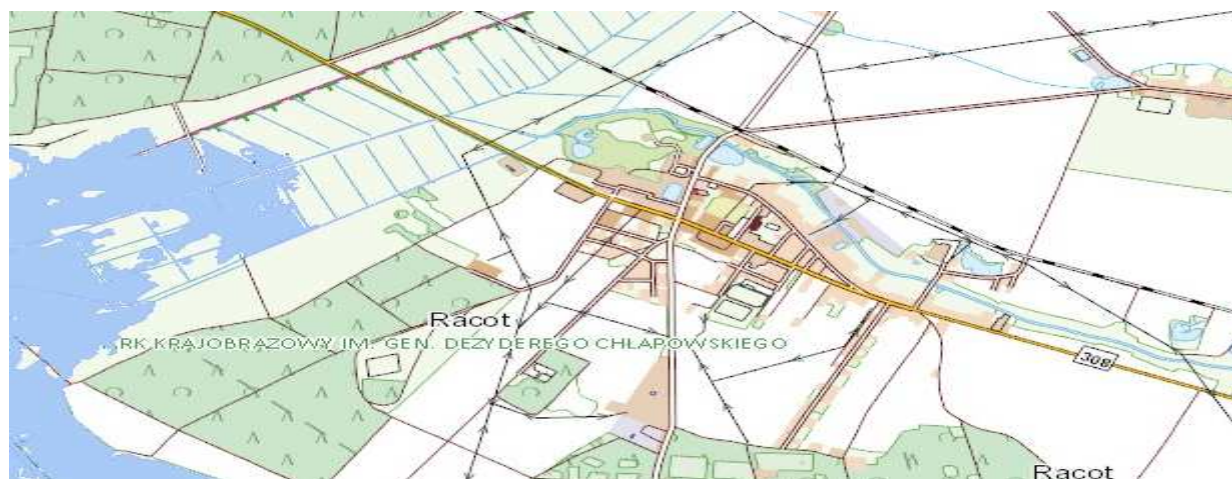 Racot
RK KRAJOBRAZOWY IM. GEN. DEZYDEREGO CHŁAPOWSKIEGO
308
Racot